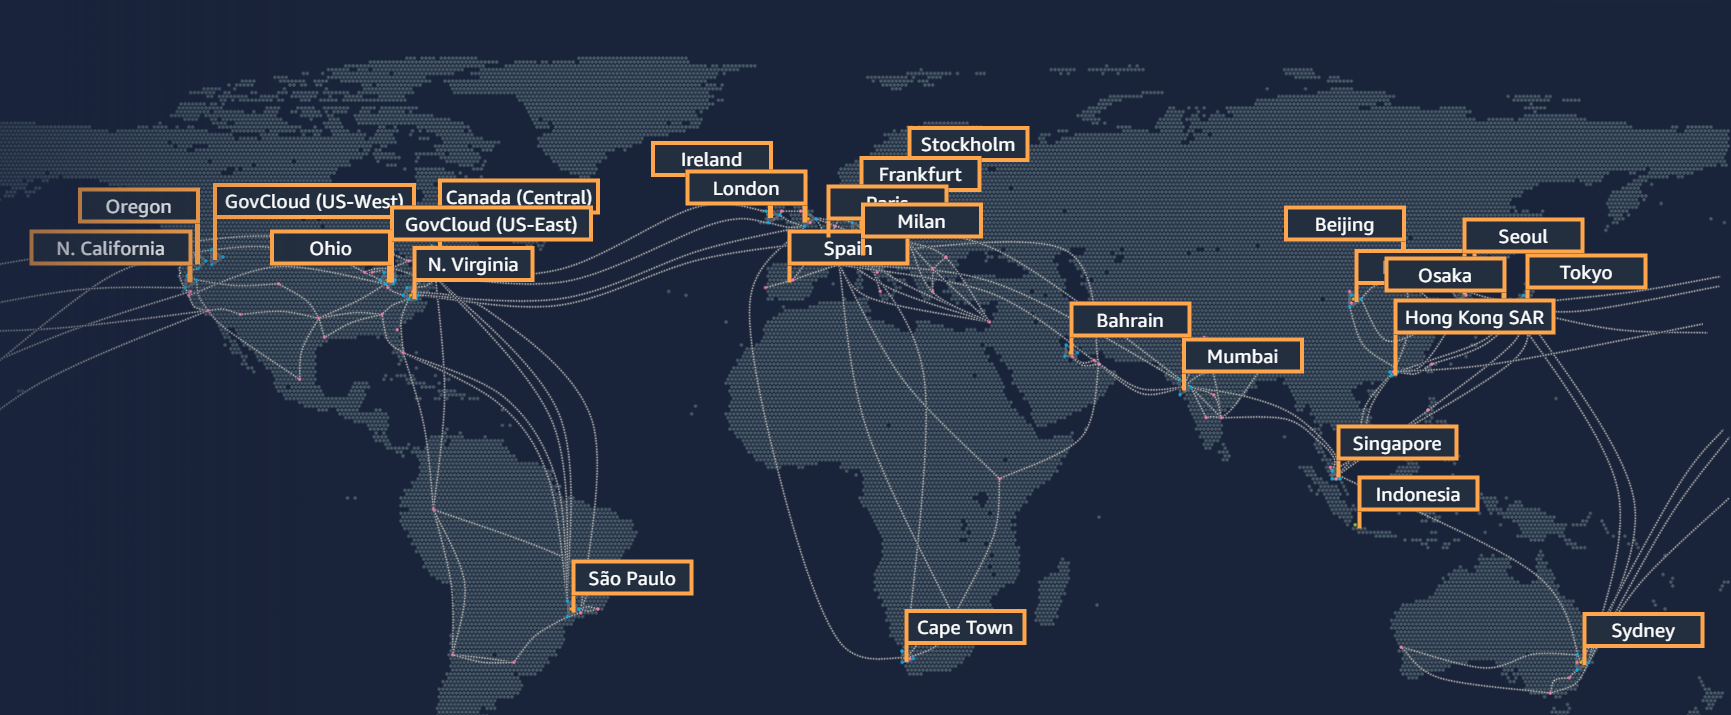 Stockholm
Ireland
Frankfurt
London
Canada (Central)
GovCloud (US-West)
Oregon
Paris
Milan
GovCloud (US-East)
Beijing
Seoul
N. California
Ohio
Spain
N. Virginia
Osaka
Tokyo
Bahrain
Hong Kong SAR
Mumbai
Singapore
Indonesia
São Paulo
Cape Town
Sydney